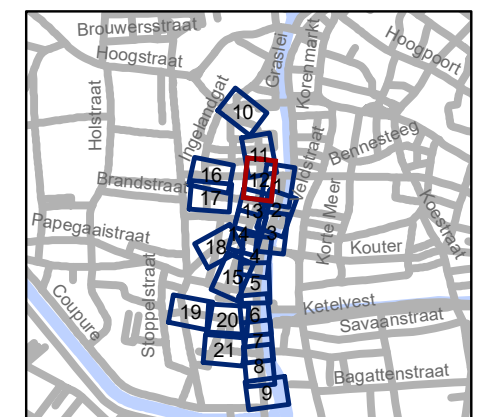 Brouwersstraat
Hoogstraat
Graslei
Korenmarkt
Hoogpoort
Holstraat
Ingelandgat
10
Bennesteeg
Veldstraat
11
16
12
1
Brandstraat
17
Koestraat
13
2
Korte Meer
Papegaaistraat
14
3
18
4
Kouter
15
5
Coupure
Stoppelstraat
Ketelvest
19
20
6
Savaanstraat
21
7
8
Bagattenstraat
9